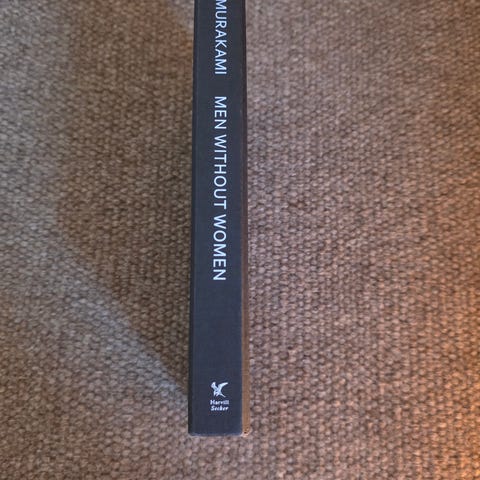 MURAKAMI MEN WITHOUT WOMEN
Harvill
Secker